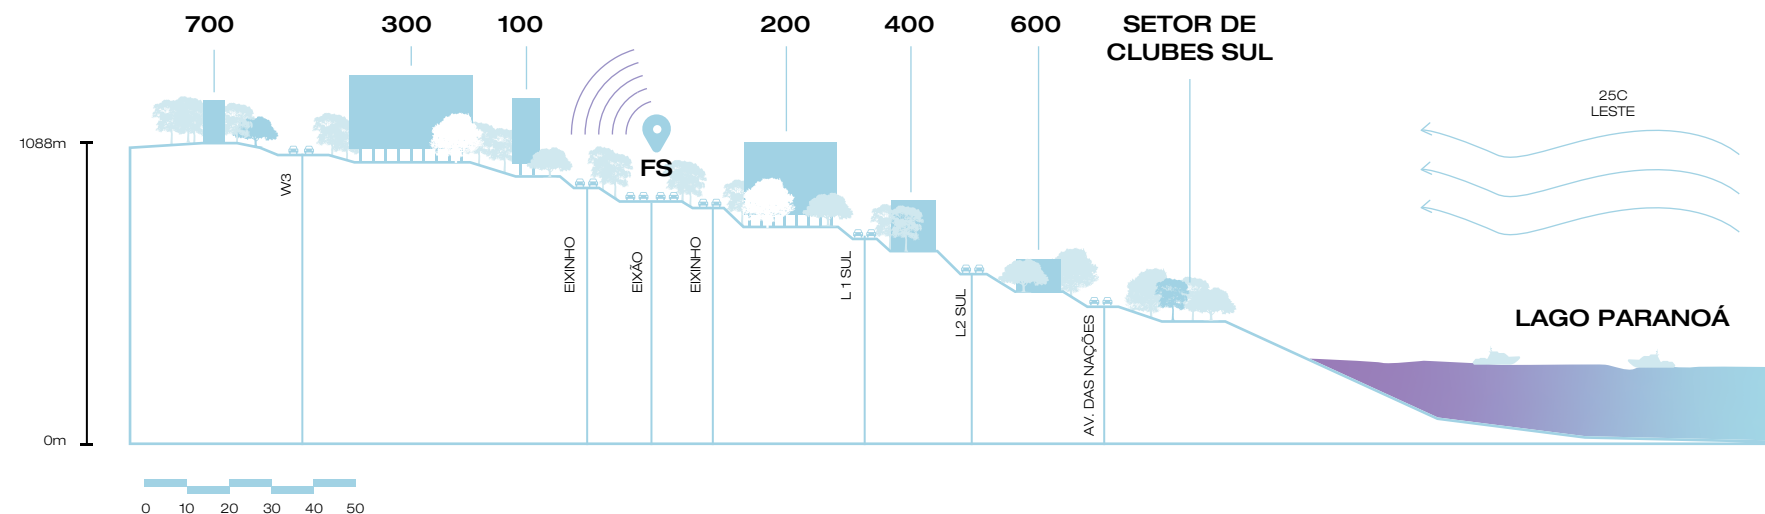 700
300
100
200
400
600
SETOR DE
CLUBES SUL
25C
LESTE
1088m
FS
W3
EIXINHO
EIXÃO
EIXINHO
L 1 SUL
L2 SUL
AV. DAS NAÇÕES
LAGO PARANOÁ
0m
0 10 20 30 40 50